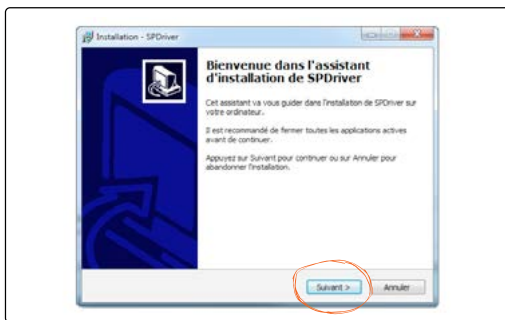 Installation - SPDriver
Bienvenue dans l'assistant
d'installation de SPDriver
Cet assistant va vous guider dans l'installation de SPDriver sur
votre ordinateur.
Il est recommandé de fermer toutes les applications actives
avant de continuer.
Appuyez sur Suivant pour continuer ou sur Annuler pour
abandonner l'installation.
Suivant > Annuler